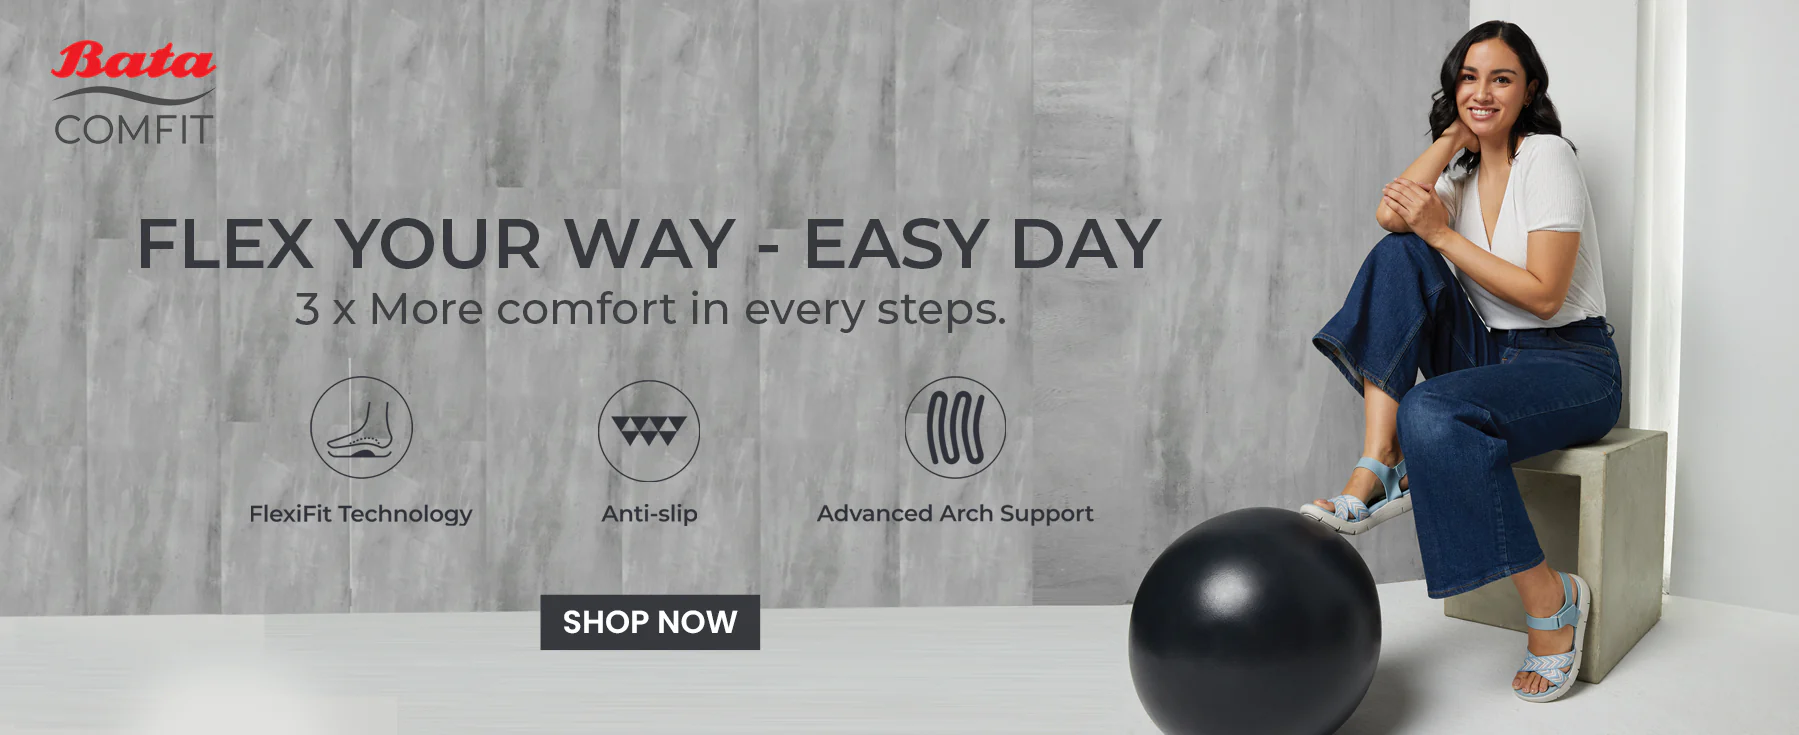 Bata
COMFIT
FLEX YOUR WAY - EASY DAY
3 x More comfort in every steps.
FlexiFit Technology
Anti-slip
Advanced Arch Support
SHOP NOW